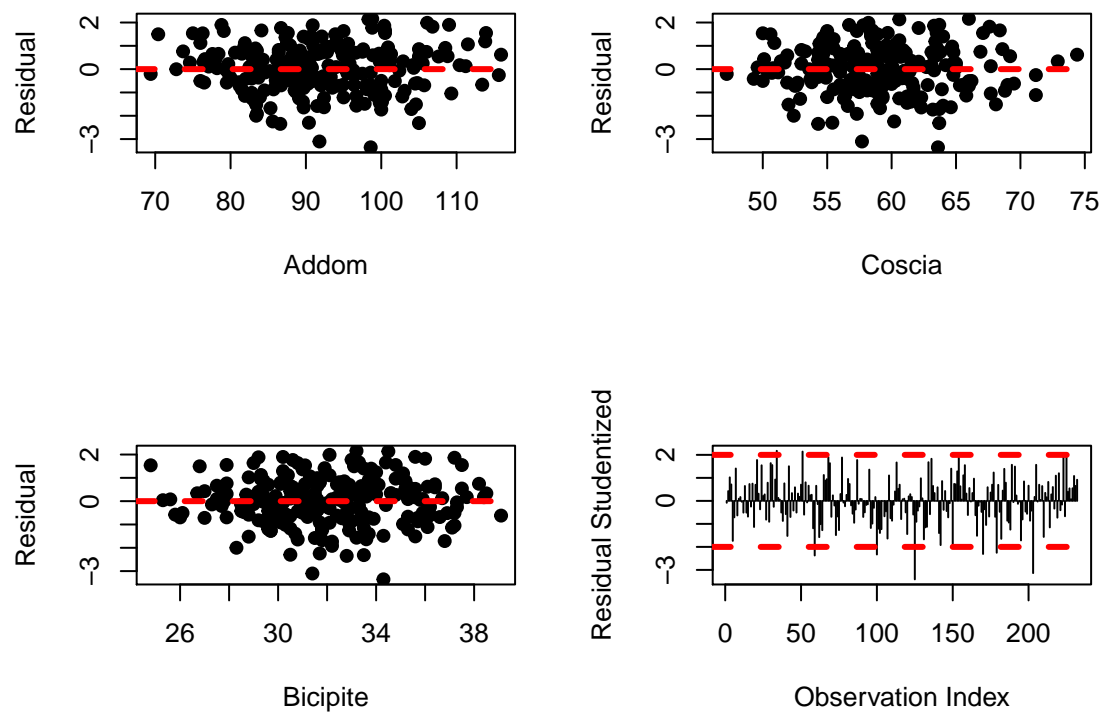 Residual
2
0
−3
70 80 90 100 110
Addom
Residual
2
0
−3
50 55 60 65 70 75
Coscia
Residual
2
0
−3
26 30 34 38
Bicipite
Residual Studentized
2
0
−3
0 50 100 150 200
Observation Index